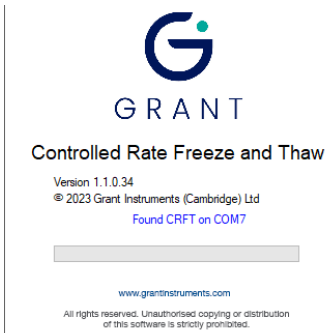 GRANT
Controlled Rate Freeze and Thaw
Version 1.1.0.34
© 2023 Grant Instruments (Cambridge) Ltd
Found CRFT on COM7
www.grantinstruments.com
All rights reserved. Unauthorised copying or distribution
of this software is strictly prohibited.